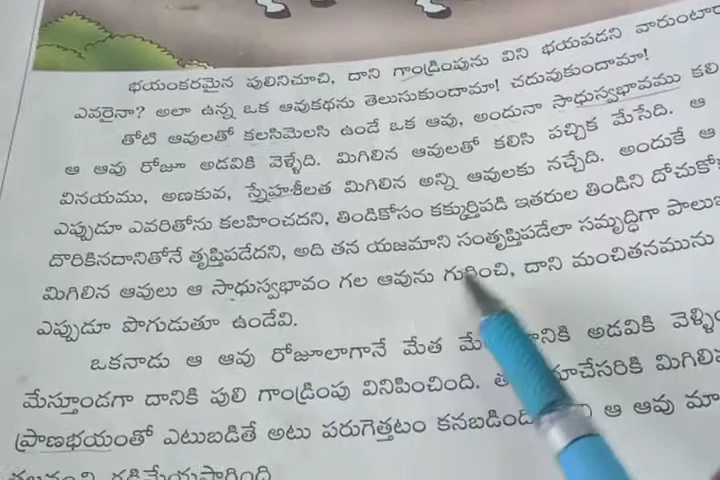 భయంకరమైన పులినిచూచి, దాని గాండ్రింపును విని భయపడని వారుంటారా
ఎవరైనా? అలా ఉన్న ఒక ఆవుకథను తెలుసుకుందామా! చదువుకుందామా!
తోటి ఆవులతో కలసిమెలసి ఉండే ఒక ఆవు, అందునా సాధుస్వభావము కలి
ఆ ఆవు రోజూ అడవికి వెళ్ళేది. మిగిలిన ఆవులతో కలిసి పచ్చిక మేసేది. ఆ
వినయము, అణకువ, స్నేహశీలత మిగిలిన అన్ని ఆవులకు నచ్చేది. అందుకే ఆ
ఎప్పుడూ ఎవరితోను కలహించదని, తిండికోసం కక్కుర్తిపడి ఇతరుల తిండిని దోచుకో
దొరికినదానితోనే తృప్తిపడేదని, అది తన యజమాని సంతృప్తిపడేలా సమృద్ధిగా పాలు
మిగిలిన ఆవులు ఆ సాధుస్వభావం గల ఆవును గురించి, దాని మంచితనమును
ఎప్పుడూ పొగుడుతూ ఉండేవి.
ఒకనాడు ఆ ఆవు రోజూలాగానే మేత మే నికి అడవికి వెళ్ళి
మేస్తూండగా దానికి పులి గాండ్రింపు వినిపించింది. చూచేసరికి మిగిలి
ప్రాణభయంతో ఎటుబడితే అటు పరుగెత్తటం కనబడింది ఆ ఆవు మా